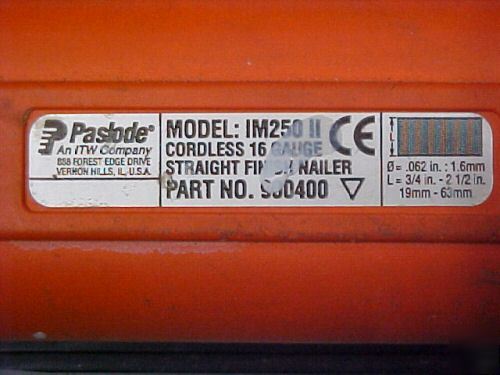 Paslode®
An ITW Company
888 FOREST EDGE DRIVE
VERNON HILLS, IL, U.S.A.
MODEL: IM250 II
CORDLESS 16 GAUGE
STRAIGHT FINISH NAILER
PART NO. 900400
CE
Ø = .062 in. : 1.6mm
L = 3/4 in. - 2 1/2 in.
19mm - 63mm